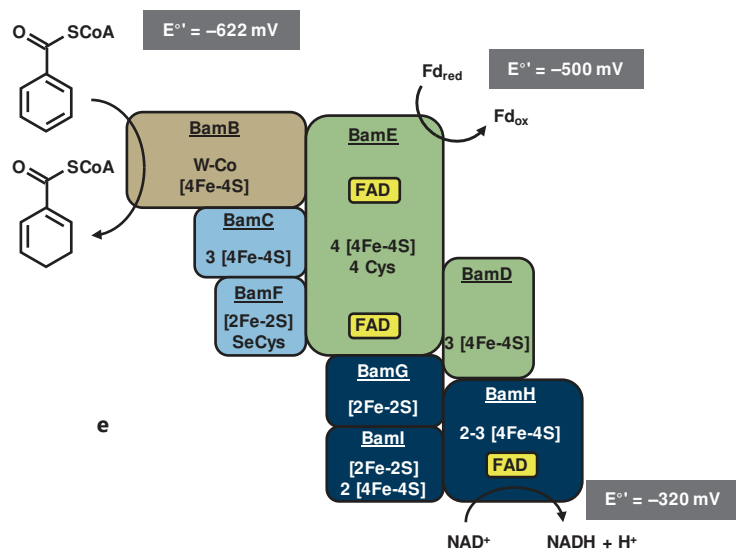 O
SCoA
E°' = –622 mV
Fdred
E°' = –500 mV
Fdox
BamB
W-Co
[4Fe-4S]
BamE
FAD
O
SCoA
BamC
3 [4Fe-4S]
4 [4Fe-4S]
4 Cys
BamD
BamF
[2Fe-2S]
SeCys
FAD
3 [4Fe-4S]
BamG
[2Fe-2S]
BamH
2-3 [4Fe-4S]
FAD
e
BamI
[2Fe-2S]
2 [4Fe-4S]
E°' = –320 mV
NAD+
NADH + H+